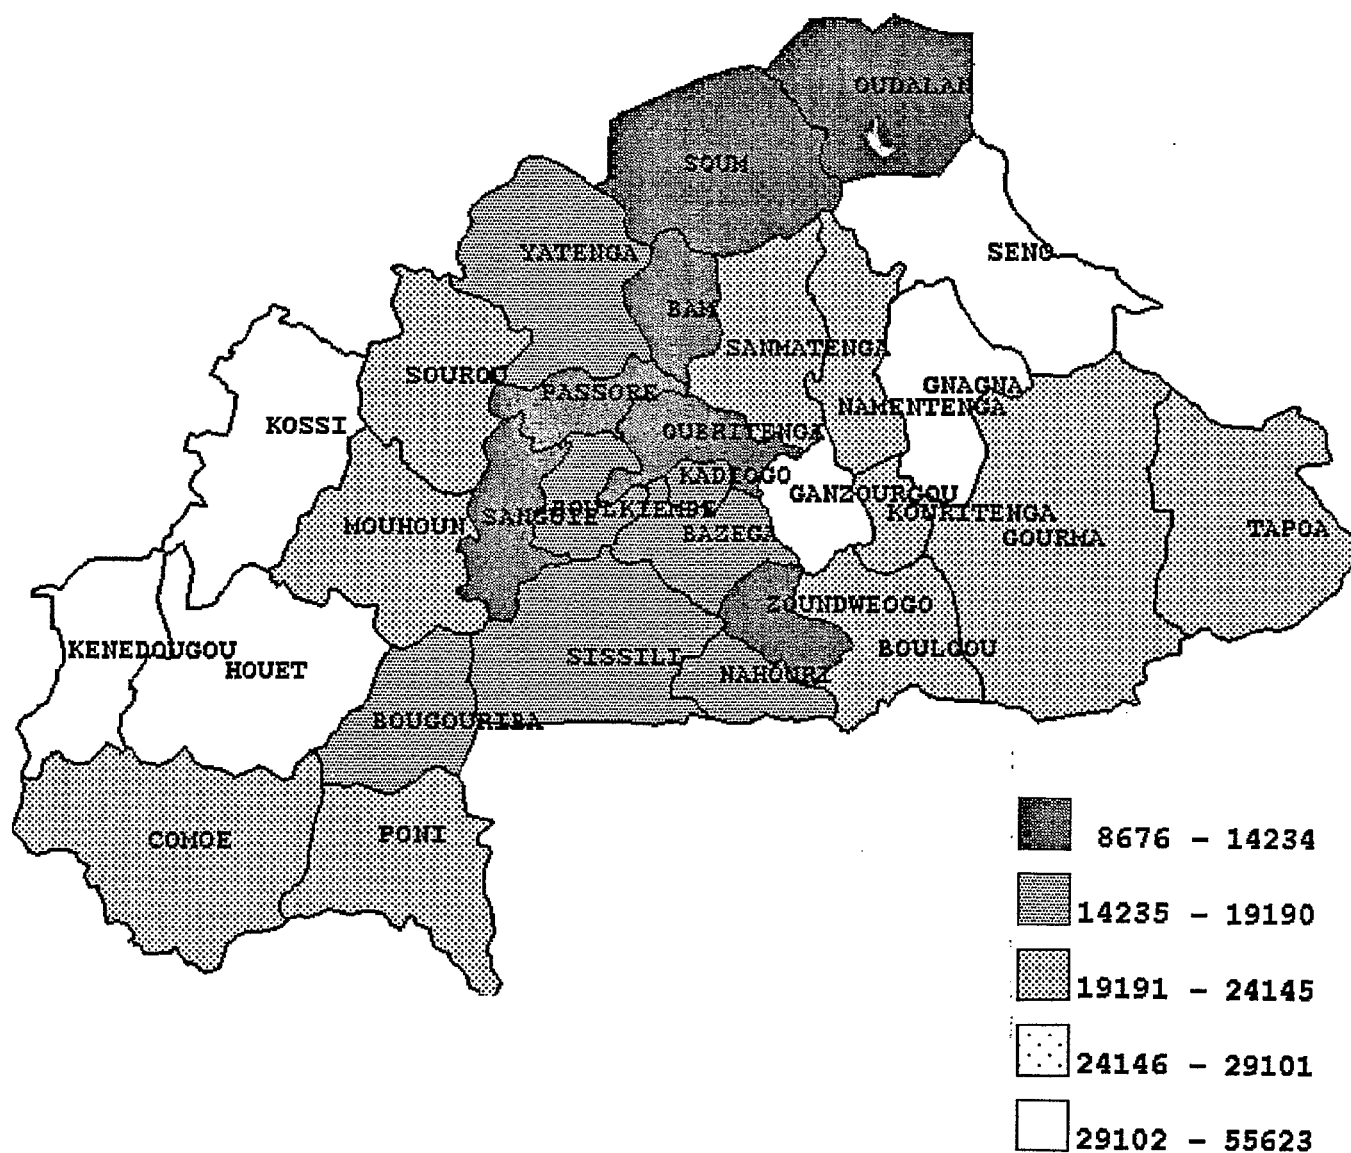 OUDALAN
SOUM
YATENGA
SENO
BAM
SANMATENGA
SOUROU
PASSORE
GNAGNA
NAMENTENGA
KOSSI
OUBRITENGA
KADIOGO
GANZOURGOU
BOULKIEMDE
SANGUIE
MOUHOUN
BAZEGA
KOURITENGA
GOURMA
TAPOA
ZOUNDWEOGO
KENEDOUGOU
HOUET
SISSILI
BOULGOU
NAHOURI
BOUGOURIBA
COMOE
PONI
8676 - 14234
14235 - 19190
19191 - 24145
24146 - 29101
29102 - 55623